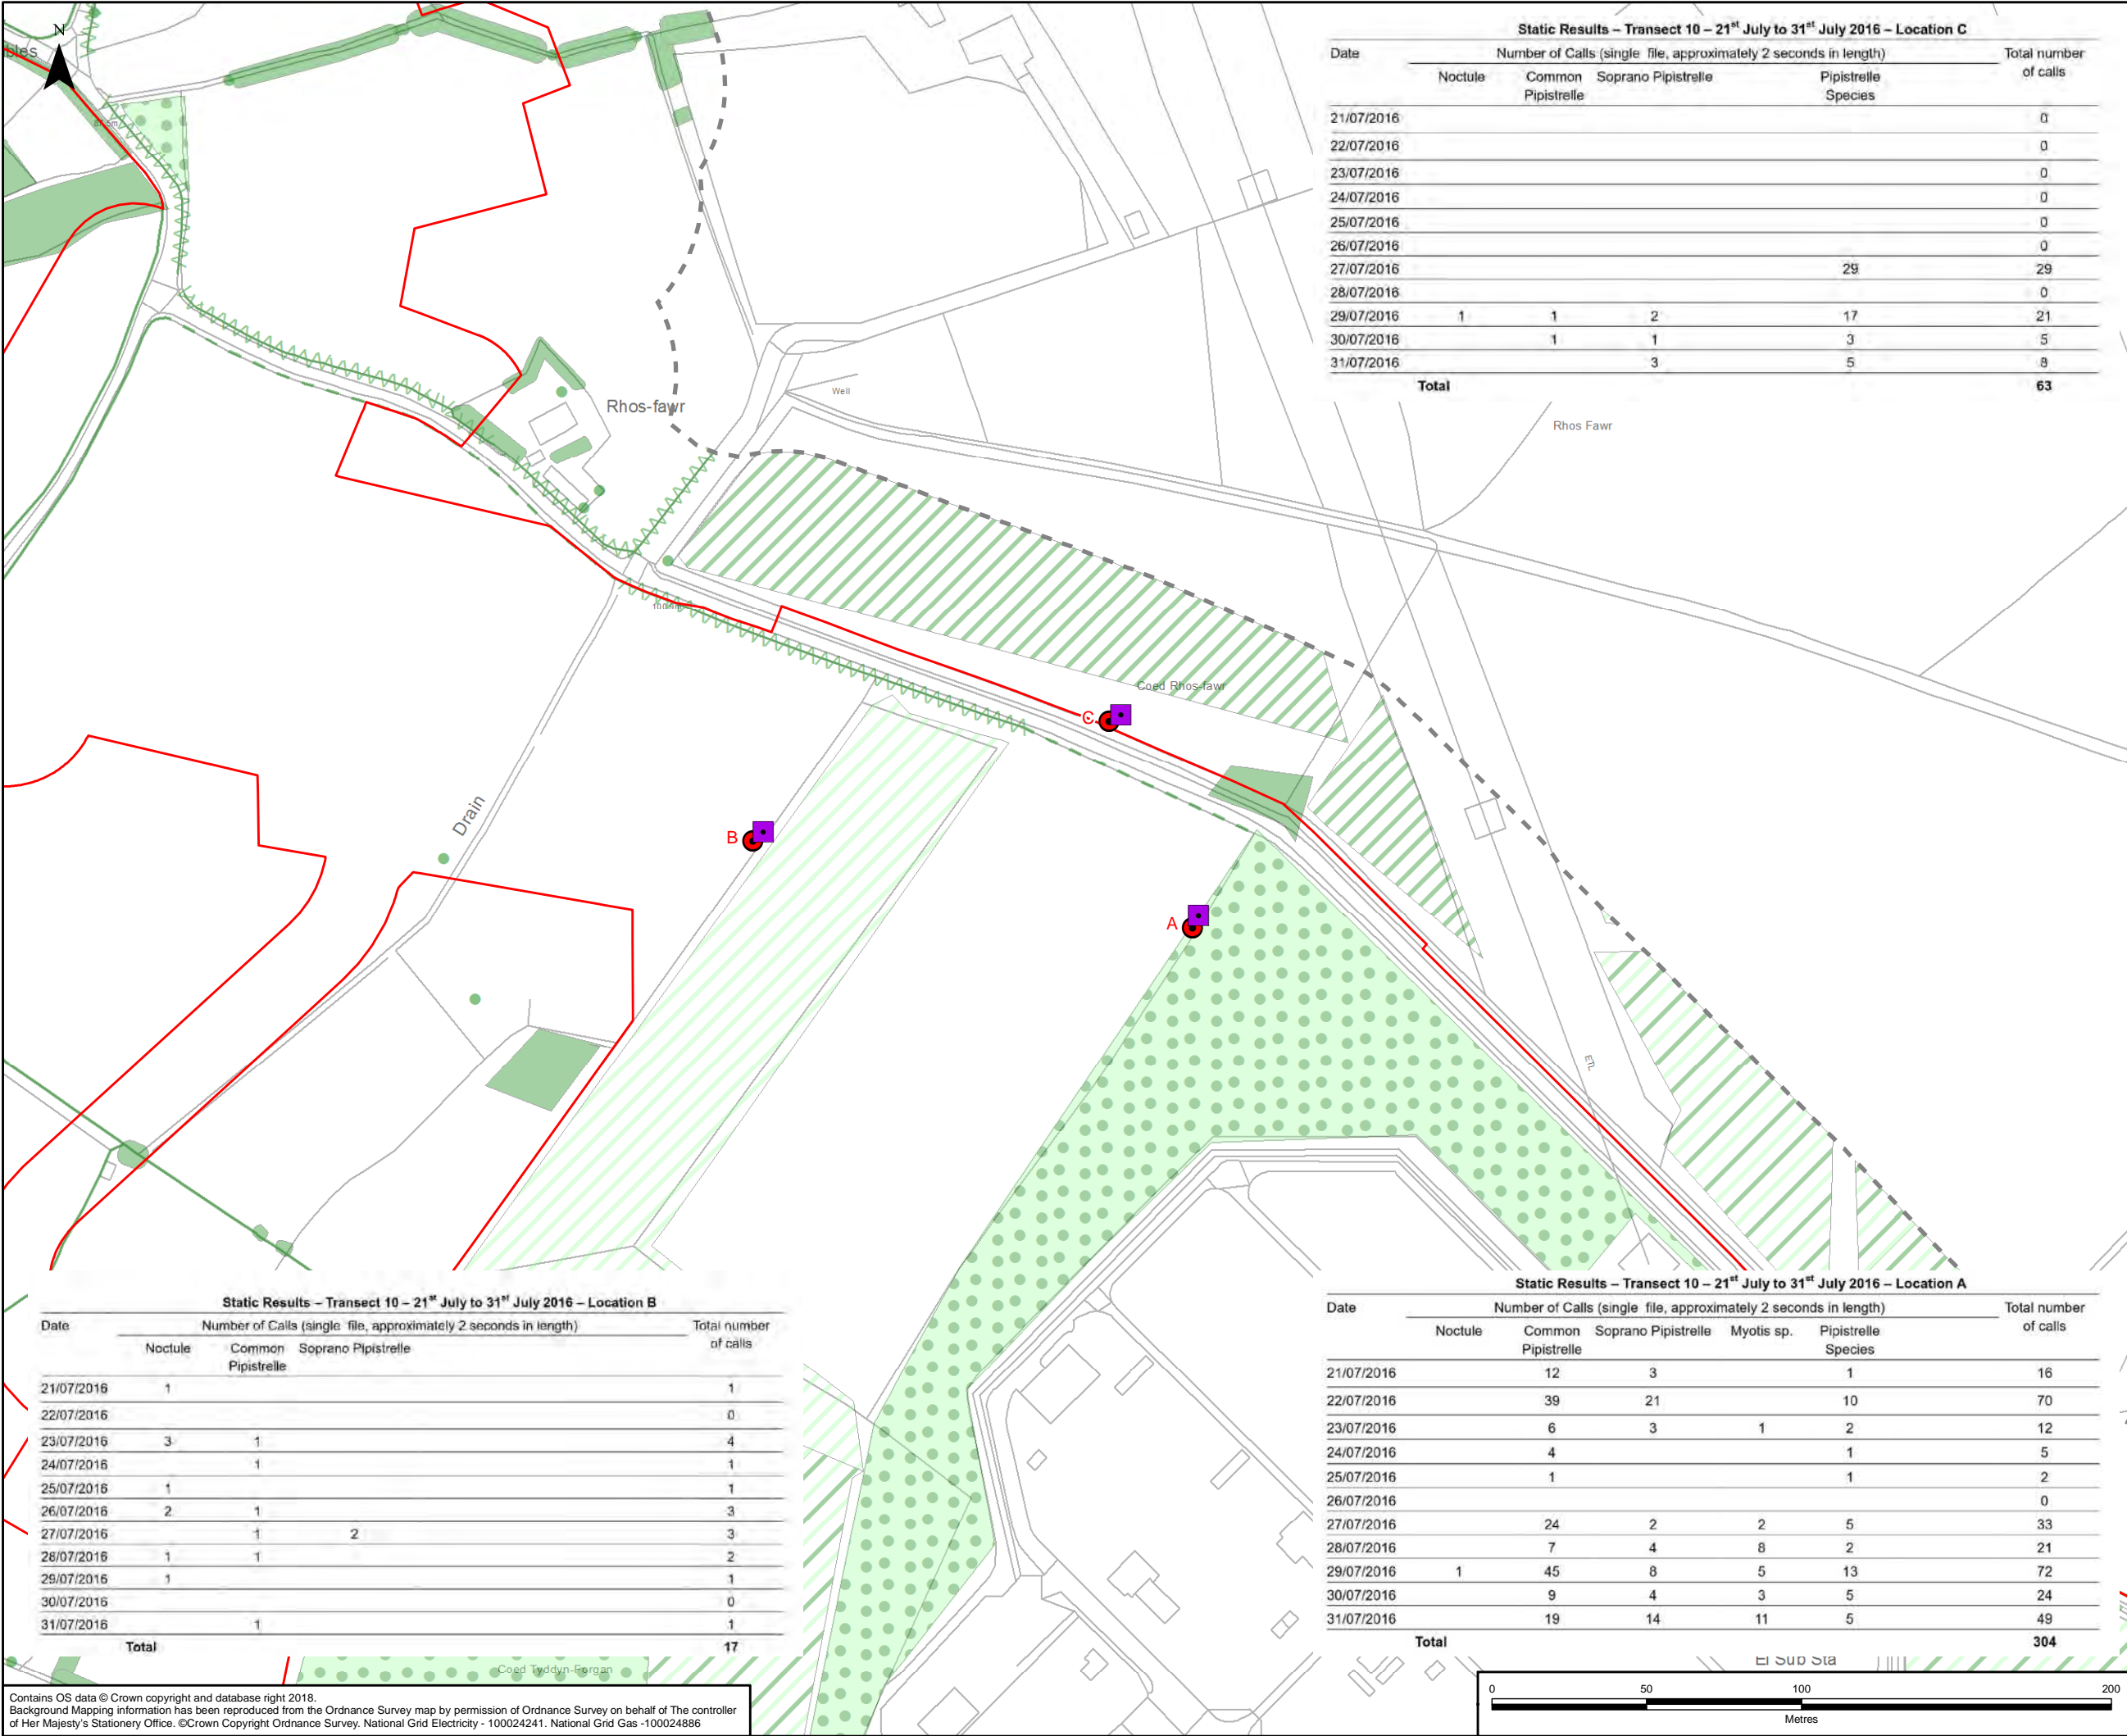 N
Static Results – Transect 10 – 21st July to 31st July 2016 – Location C
Date Number of Calls (single file, approximately 2 seconds in length) Total number of calls
Noctule Common Pipistrelle Soprano Pipistrelle Pipistrelle Species
21/07/2016 0
22/07/2016 0
23/07/2016 0
24/07/2016 0
25/07/2016 0
26/07/2016 0
27/07/2016 29 29
28/07/2016 0
29/07/2016 1 1 2 17 21
30/07/2016 1 1 3 5
31/07/2016 3 5 8
Total 63
Rhos-fawr
Well
Rhos Fawr
Coed Rhos-fawr
C
Drain
B
A
ETL
Static Results – Transect 10 – 21st July to 31st July 2016 – Location B
Date Number of Calls (single file, approximately 2 seconds in length) Total number of calls
Noctule Common Pipistrelle Soprano Pipistrelle
21/07/2016 1 1
22/07/2016 0
23/07/2016 3 1 4
24/07/2016 1 1
25/07/2016 1 1
26/07/2016 2 1 3
27/07/2016 1 2 3
28/07/2016 1 1 2
29/07/2016 1 1
30/07/2016 0
31/07/2016 1 1
Total 17
Static Results – Transect 10 – 21st July to 31st July 2016 – Location A
Date Number of Calls (single file, approximately 2 seconds in length) Total number of calls
Noctule Common Pipistrelle Soprano Pipistrelle Myotis sp. Pipistrelle Species
21/07/2016 12 3 1 16
22/07/2016 39 21 10 70
23/07/2016 6 3 1 2 12
24/07/2016 4 1 5
25/07/2016 1 1 2
26/07/2016 0
27/07/2016 24 2 2 5 33
28/07/2016 7 4 8 2 21
29/07/2016 1 45 8 5 13 72
30/07/2016 9 4 3 5 24
31/07/2016 19 14 11 5 49
Total 304
Coed Tyddyn-Forgan
El Sub Sta
Contains OS data © Crown copyright and database right 2018.
Background Mapping information has been reproduced from the Ordnance Survey map by permission of Ordnance Survey on behalf of The controller
of Her Majesty's Stationery Office. ©Crown Copyright Ordnance Survey. National Grid Electricity - 100024241. National Grid Gas -100024886
0 50 100 200
Metres